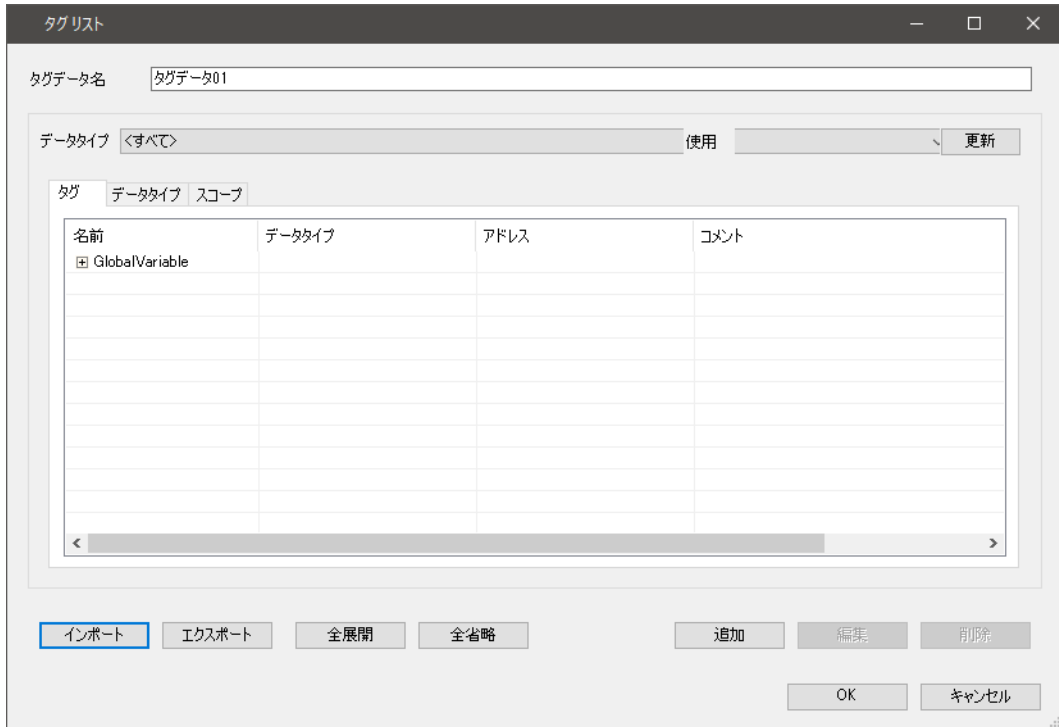 タグリスト
タグデータ名 タグデータ01
データタイプ <すべて> 使用 更新
タグ データタイプ スコープ
名前 データタイプ アドレス コメント
GlobalVariable
インポート エクスポート 全展開 全省略 追加 編集 削除
OK キャンセル